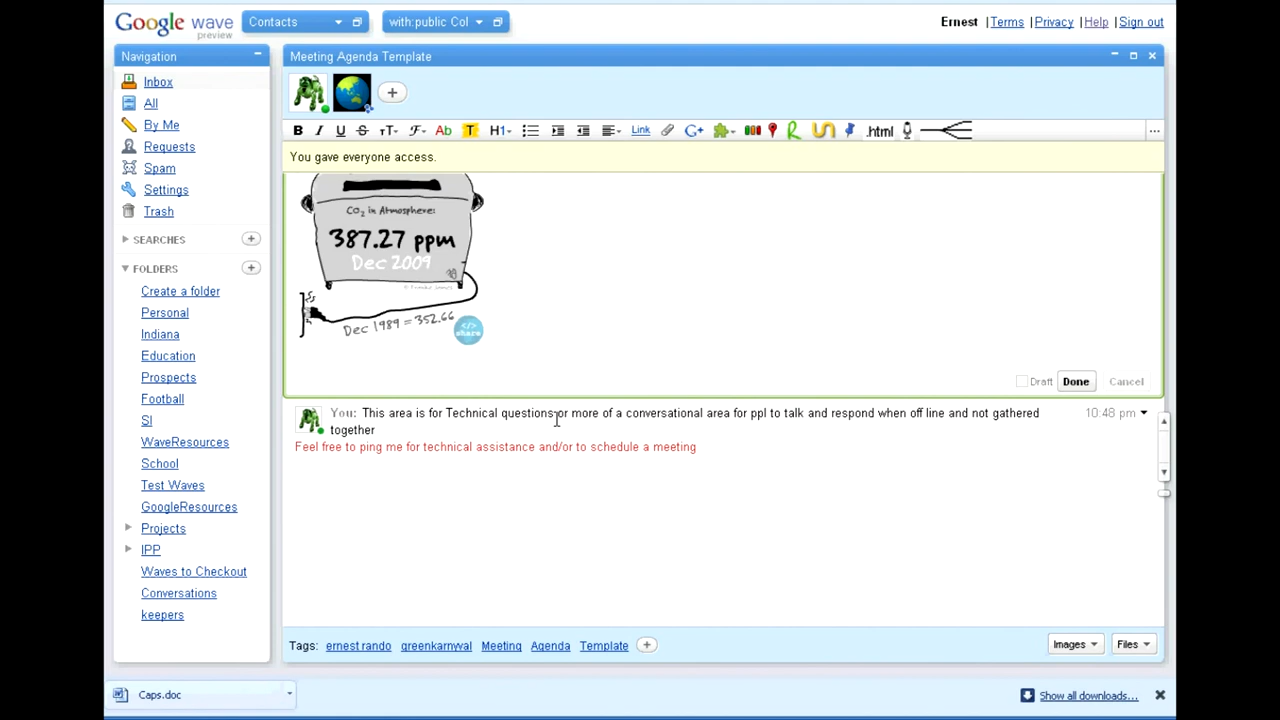 Google wave
preview
Contacts
with:public Col
Ernest | Terms | Privacy | Help | Sign out
Navigation
Inbox
All
By Me
Requests
Spam
Settings
Trash
SEARCHES
FOLDERS
Create a folder
Personal
Indiana
Education
Prospects
Football
SI
WaveResources
School
Test Waves
GoogleResources
Projects
IPP
Waves to Checkout
Conversations
keepers
Meeting Agenda Template
B I U S Ab T H1 Link .html
You gave everyone access.
CO₂ in Atmosphere:
387.27 ppm
Dec 2009
Dec 1989 = 352.66
</>
share
Draft Done Cancel
You: This area is for Technical questions or more of a conversational area for ppl to talk and respond when off line and not gathered 10:48 pm
together
Feel free to ping me for technical assistance and/or to schedule a meeting
Tags: ernest rando greenkarnyval Meeting Agenda Template
Images Files
Caps.doc
Show all downloads...